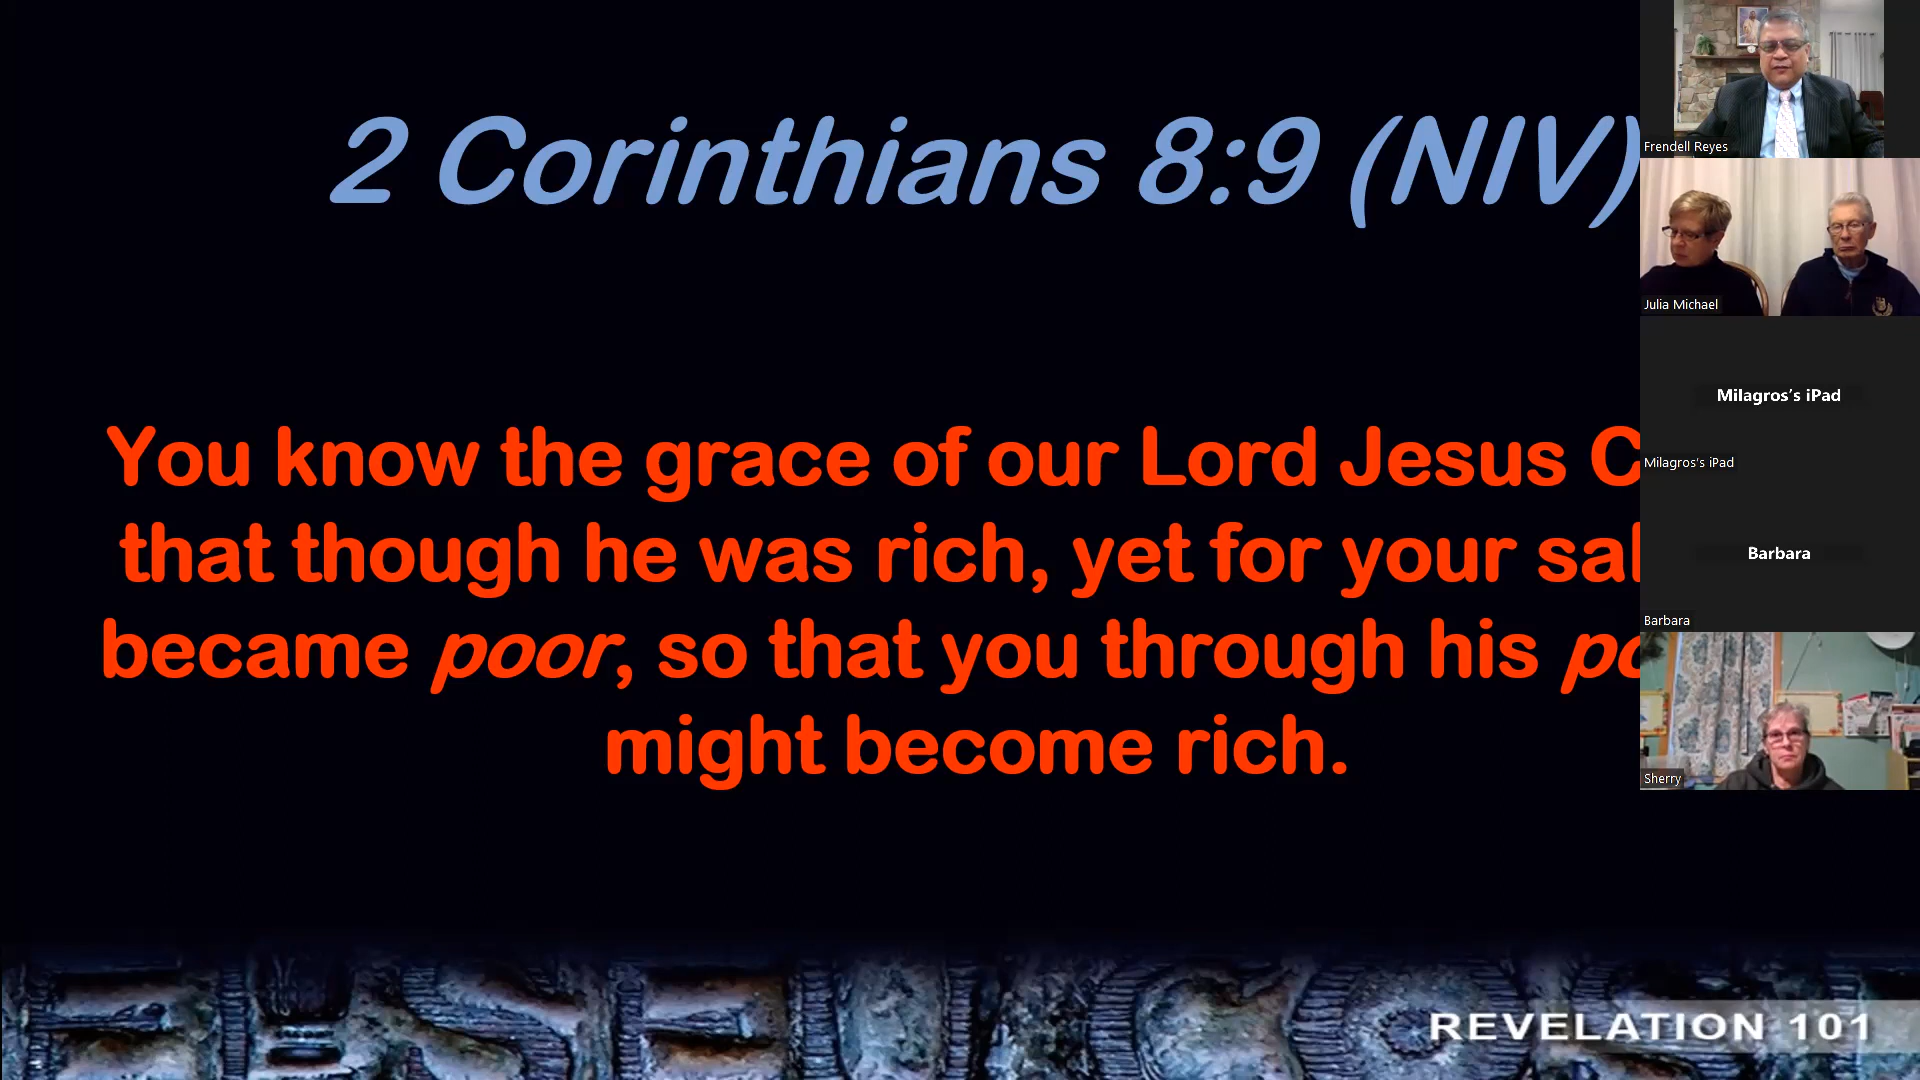 2 Corinthians 8:9 (NIV)
You know the grace of our Lord Jesus C
that though he was rich, yet for your sa
became poor, so that you through his po
might become rich.
REVELATION 101
Frendell Reyes
Julia Michael
Milagros's iPad
Milagros's iPad
Barbara
Barbara
Sherry